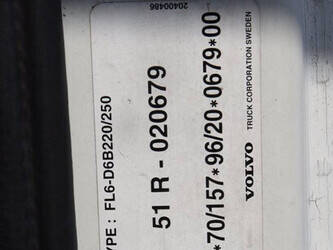 20400486
YPE : FL6-D6B220/250
51 R - 020679
*70/157*96/20*0679*00
VOLVO
TRUCK CORPORATION SWEDEN